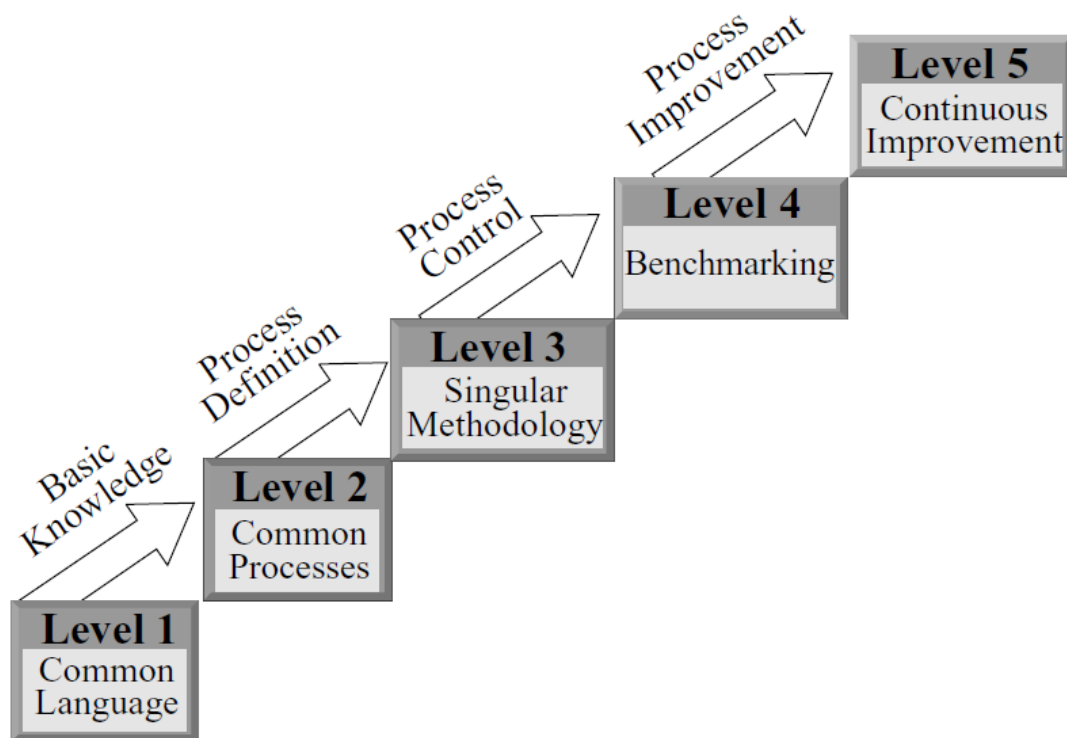 Process
Improvement
Level 5
Continuous
Improvement
Process
Control
Level 4
Benchmarking
Process
Definition
Level 3
Singular
Methodology
Basic
Knowledge
Level 2
Common
Processes
Level 1
Common
Language